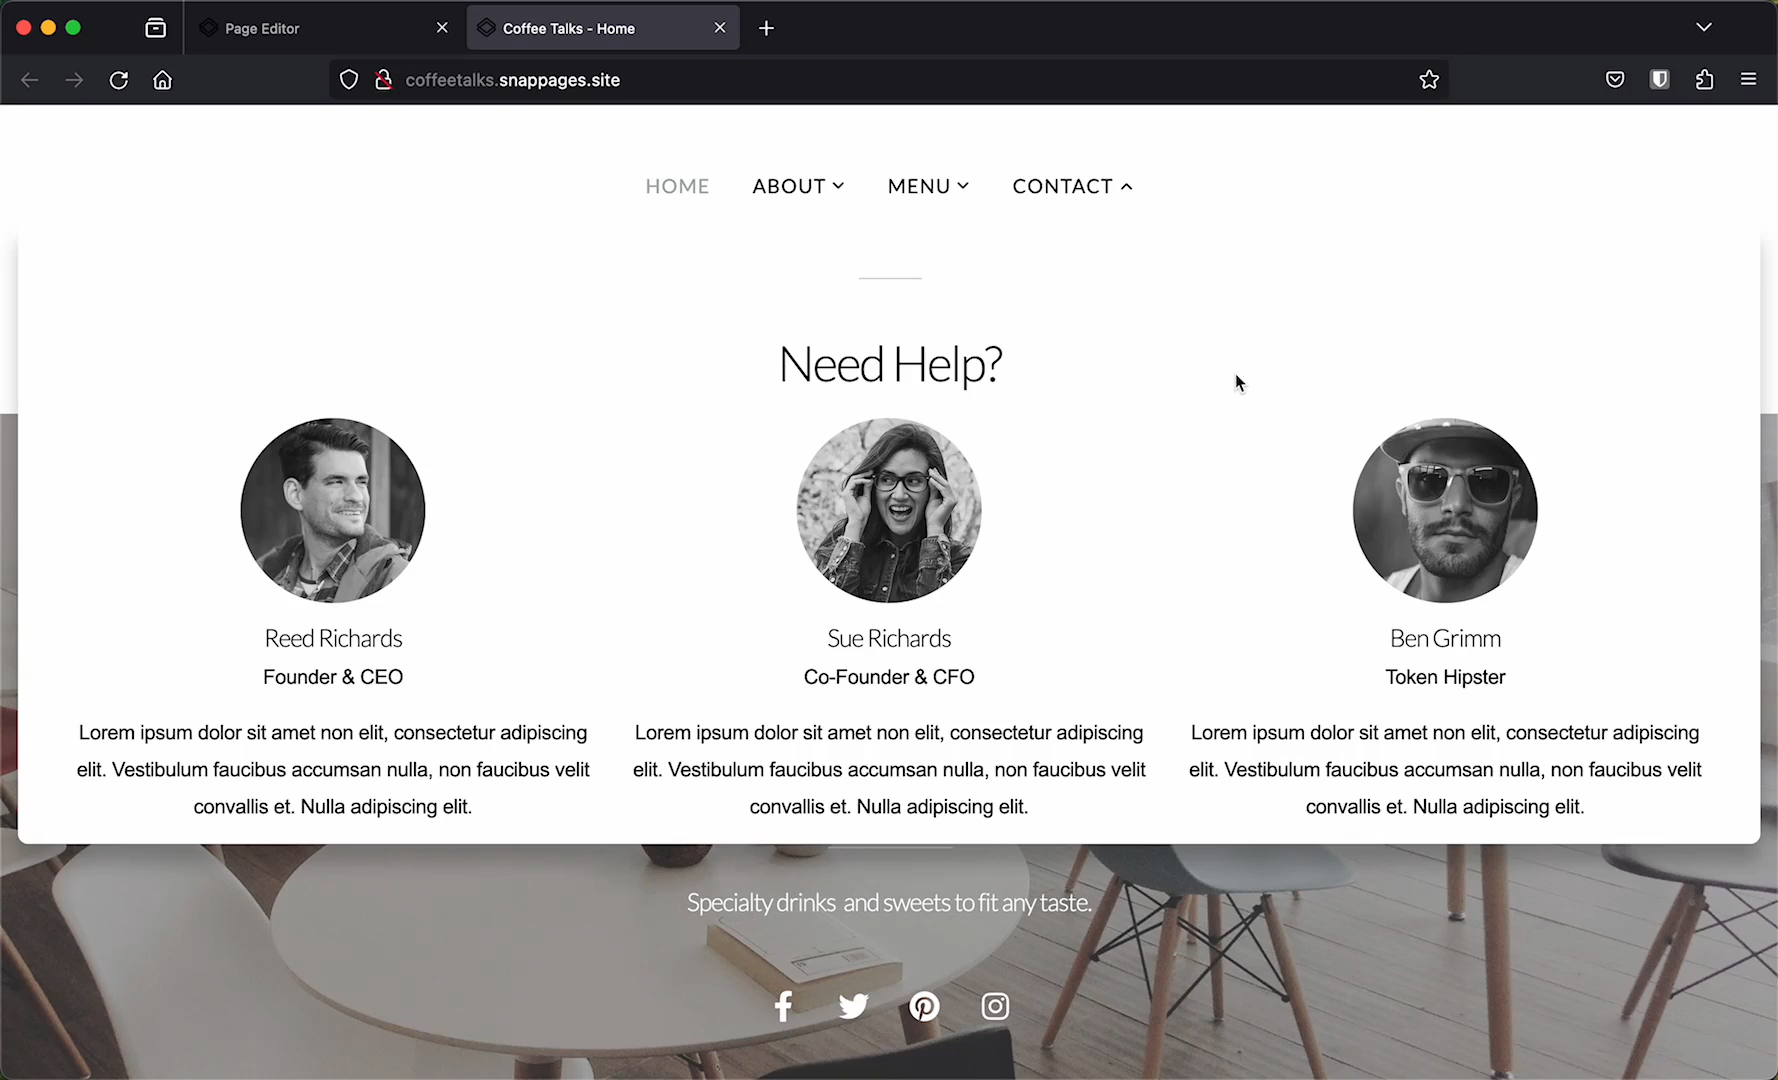 Page Editor
Coffee Talks - Home
coffeetalks.snappages.site
HOME
ABOUT
MENU
CONTACT
Need Help?
Reed Richards
Founder & CEO
Lorem ipsum dolor sit amet non elit, consectetur adipiscing
elit. Vestibulum faucibus accumsan nulla, non faucibus velit
convallis et. Nulla adipiscing elit.
Sue Richards
Co-Founder & CFO
Lorem ipsum dolor sit amet non elit, consectetur adipiscing
elit. Vestibulum faucibus accumsan nulla, non faucibus velit
convallis et. Nulla adipiscing elit.
Ben Grimm
Token Hipster
Lorem ipsum dolor sit amet non elit, consectetur adipiscing
elit. Vestibulum faucibus accumsan nulla, non faucibus velit
convallis et. Nulla adipiscing elit.
Specialty drinks and sweets to fit any taste.